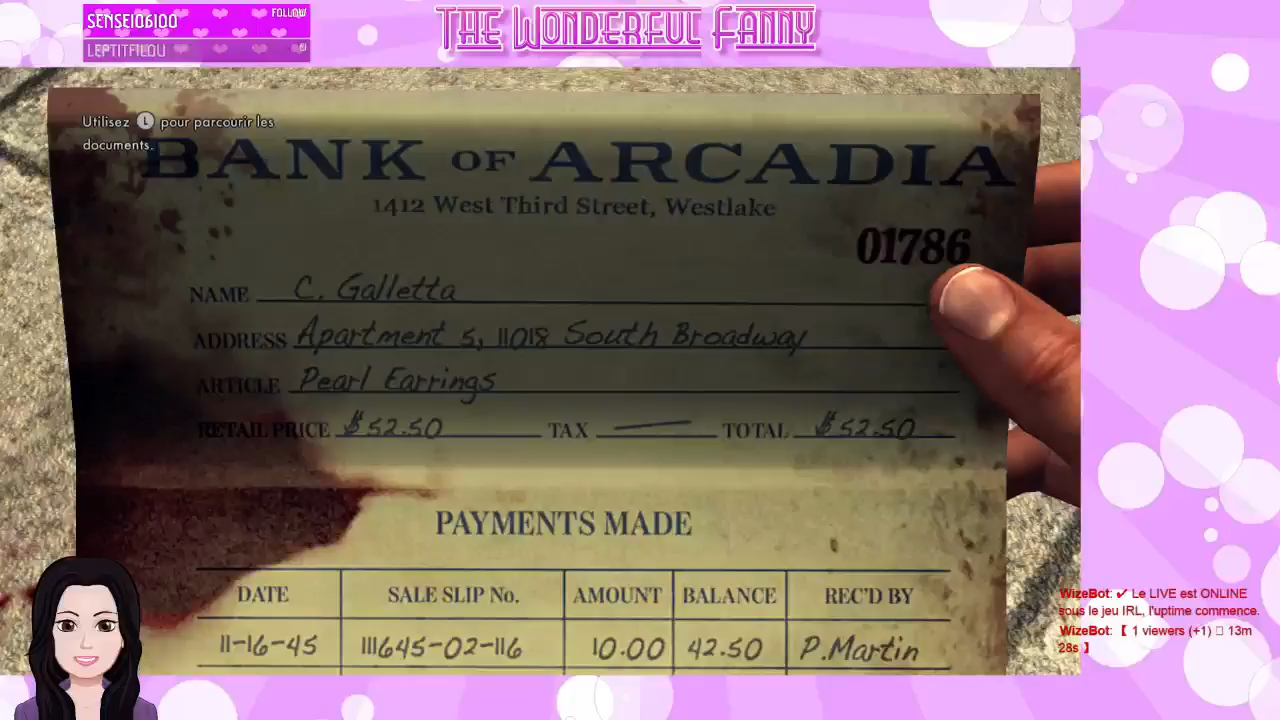 SENSEI06100
FOLLOW
LEPTITFILOU
The Wonderful Fanny
Utilisez L pour parcourir les
documents.
BANK OF ARCADIA
1412 West Third Street, Westlake
01786
NAME C. Galletta
ADDRESS Apartment 5, 11018 South Broadway
ARTICLE Pearl Earrings
RETAIL PRICE $52.50 TAX — TOTAL $52.50
PAYMENTS MADE
DATE SALE SLIP No. AMOUNT BALANCE REC'D BY
11-16-45 111645-02-116 10.00 42.50 P.Martin
WizeBot: ✔ Le LIVE est ONLINE
sous le jeu IRL, l'uptime commence.
WizeBot: 【 1 viewers (+1) 13m
28s 】